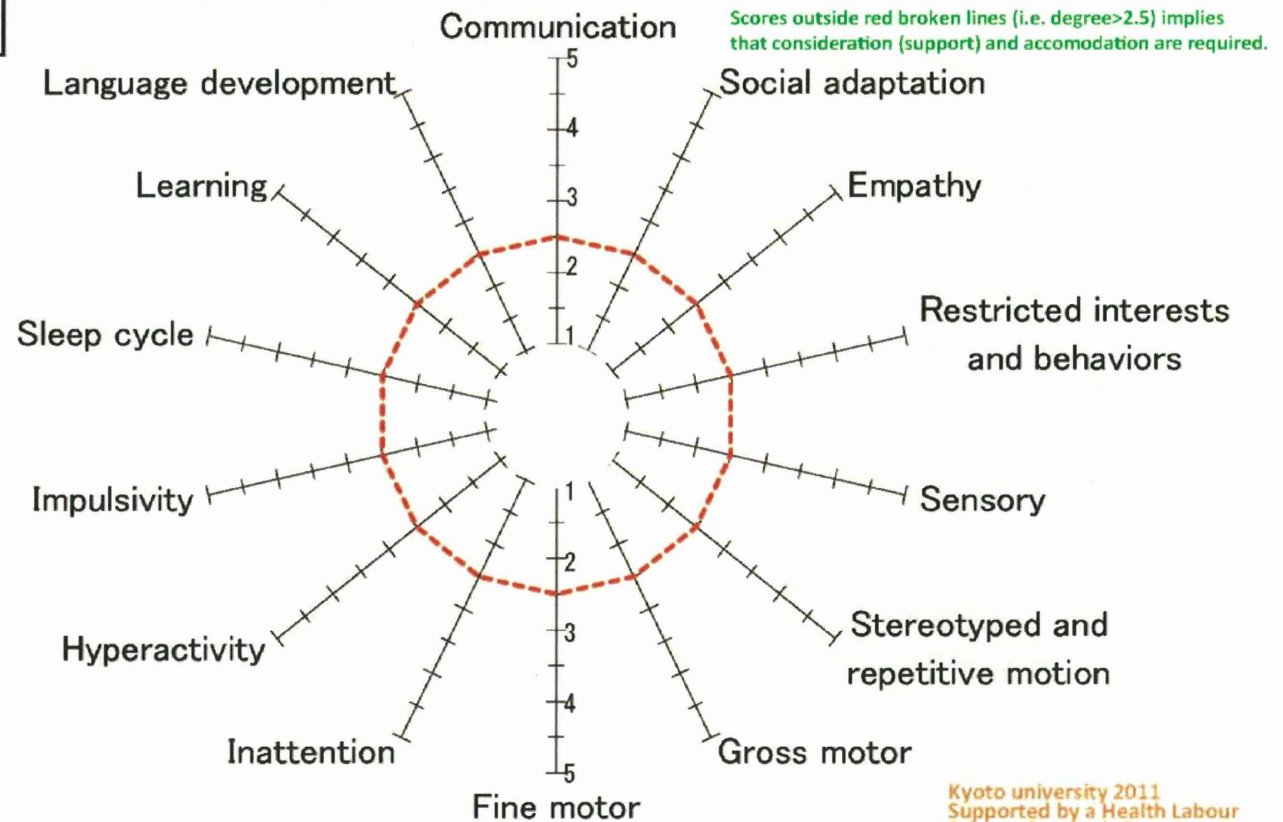 Communication
Scores outside red broken lines (i.e. degree>2.5) implies
that consideration (support) and accomodation are required.
Language development
Social adaptation
Learning
Empathy
Sleep cycle
Restricted interests
and behaviors
Impulsivity
Sensory
Hyperactivity
Stereotyped and
repetitive motion
Inattention
Gross motor
Fine motor
5
4
3
2
1
1
2
3
4
5
Kyoto university 2011
Supported by a Health Labour